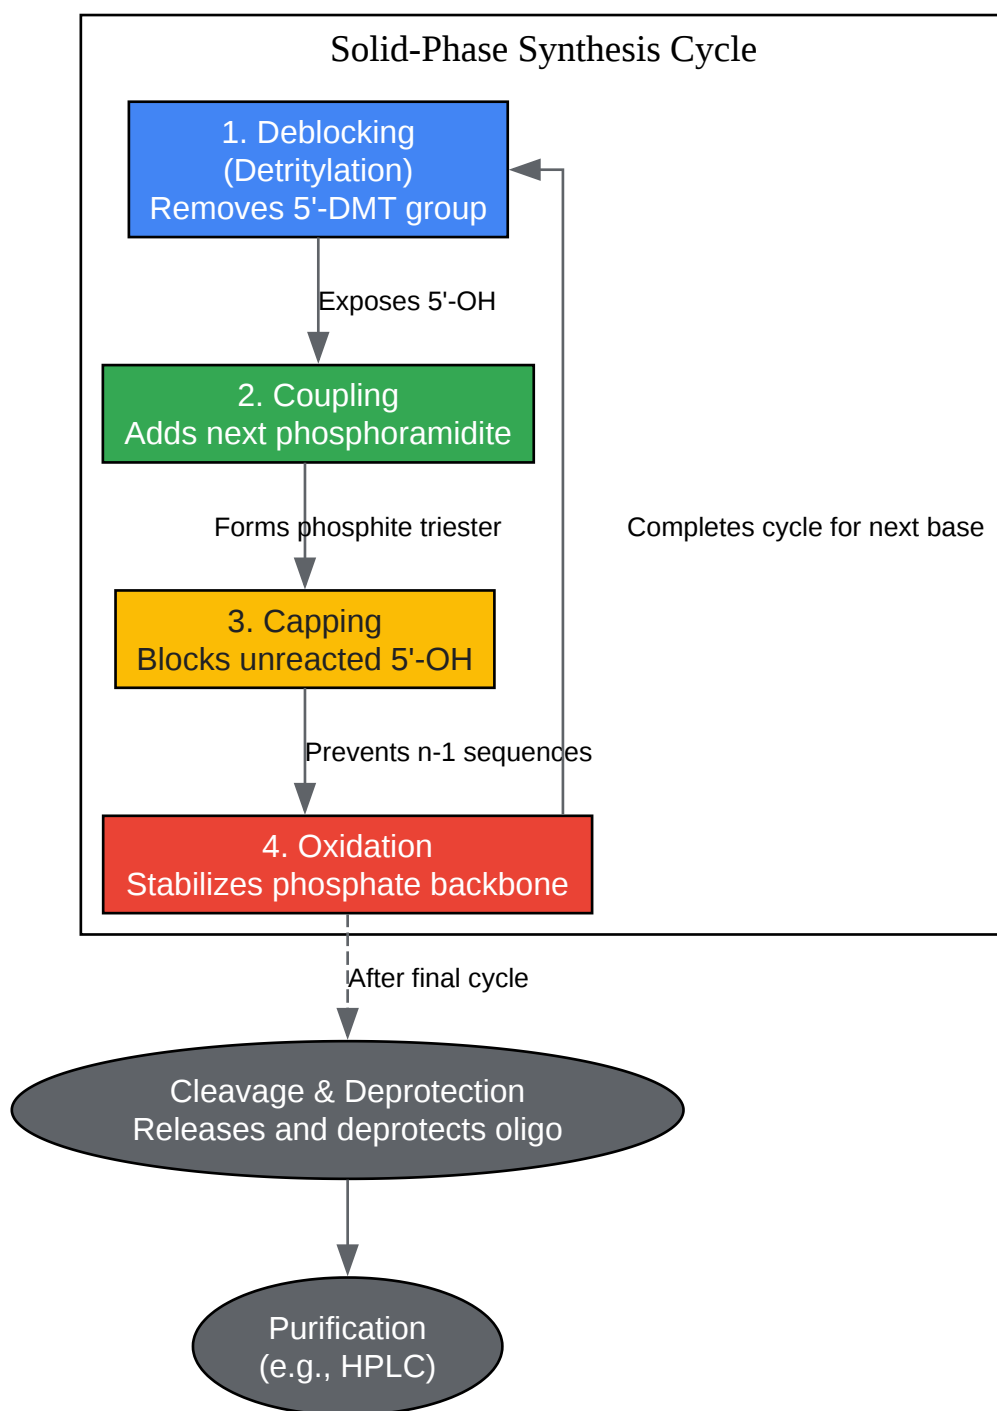 Solid-Phase Synthesis Cycle
1. Deblocking
(Detritylation)
Removes 5'-DMT group
Exposes 5'-OH
2. Coupling
Adds next phosphoramidite
Forms phosphite triester
Completes cycle for next base
3. Capping
Blocks unreacted 5'-OH
Prevents n-1 sequences
4. Oxidation
Stabilizes phosphate backbone
After final cycle
Cleavage & Deprotection
Releases and deprotects oligo
Purification
(e.g., HPLC)